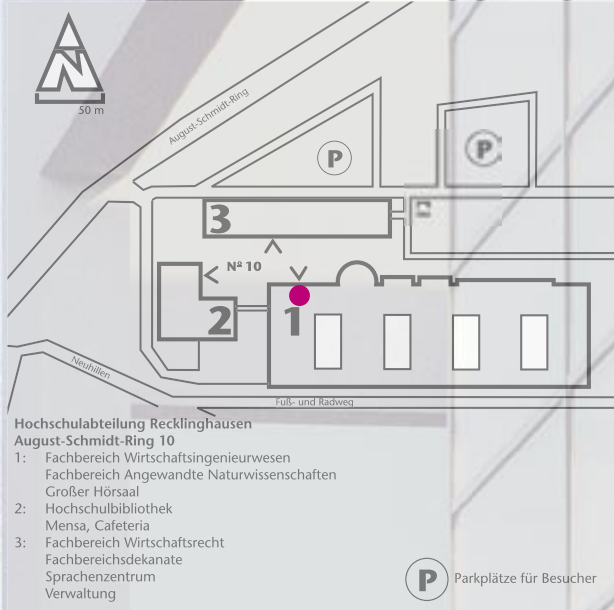 N
50 m
August-Schmidt-Ring
P
P
3
Nº 10
2
1
Neuhillen
Fuß- und Radweg
Hochschulabteilung Recklinghausen
August-Schmidt-Ring 10
1: Fachbereich Wirtschaftsingenieurwesen
Fachbereich Angewandte Naturwissenschaften
Großer Hörsaal
2: Hochschulbibliothek
Mensa, Cafeteria
3: Fachbereich Wirtschaftsrecht
Fachbereichsdekanate
Sprachenzentrum
Verwaltung
P Parkplätze für Besucher